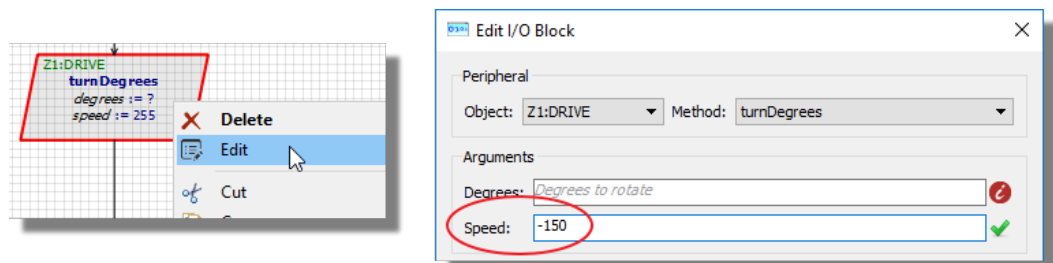 Z1:DRIVE
turnDegrees
degrees := ?
speed := 255
Delete
Edit
Cut
Edit I/O Block
Peripheral
Object: Z1:DRIVE Method: turnDegrees
Arguments
Degrees: Degrees to rotate
Speed: -150